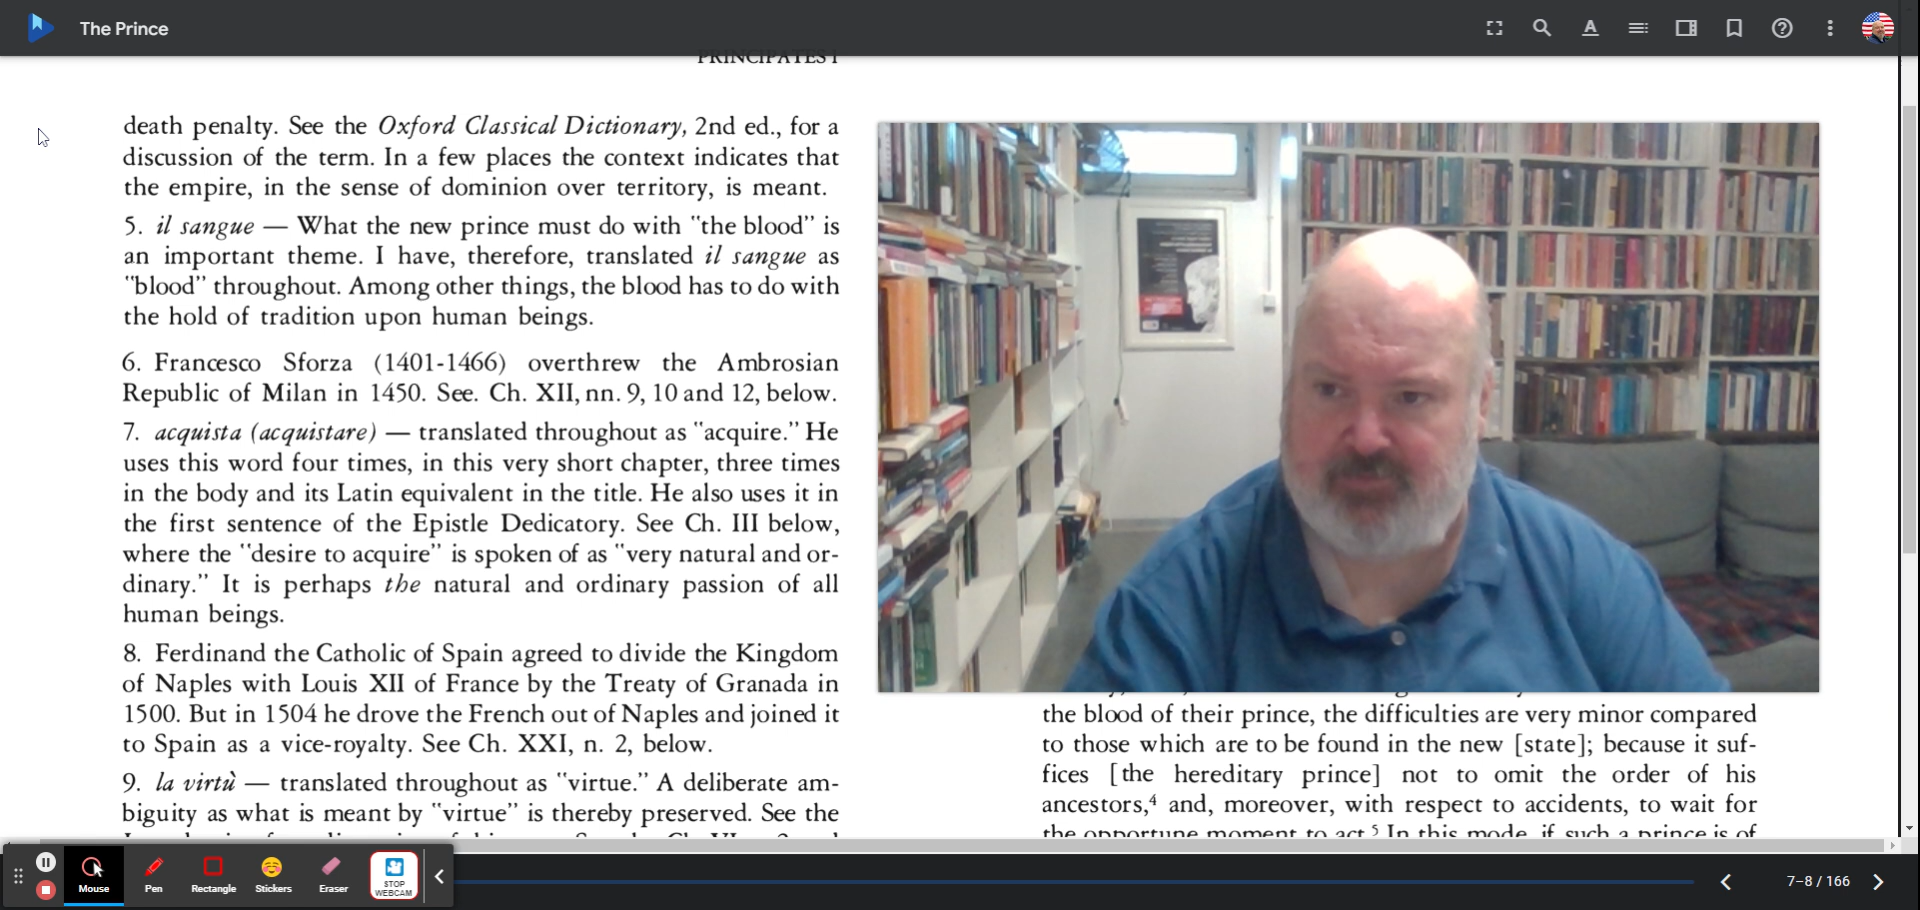 The Prince
PRINCIPATES I
death penalty. See the Oxford Classical Dictionary, 2nd ed., for a
discussion of the term. In a few places the context indicates that
the empire, in the sense of dominion over territory, is meant.
5. il sangue — What the new prince must do with "the blood" is
an important theme. I have, therefore, translated il sangue as
"blood" throughout. Among other things, the blood has to do with
the hold of tradition upon human beings.
6. Francesco Sforza (1401-1466) overthrew the Ambrosian
Republic of Milan in 1450. See. Ch. XII, nn. 9, 10 and 12, below.
7. acquista (acquistare) — translated throughout as "acquire." He
uses this word four times, in this very short chapter, three times
in the body and its Latin equivalent in the title. He also uses it in
the first sentence of the Epistle Dedicatory. See Ch. III below,
where the "desire to acquire" is spoken of as "very natural and or-
dinary." It is perhaps the natural and ordinary passion of all
human beings.
8. Ferdinand the Catholic of Spain agreed to divide the Kingdom
of Naples with Louis XII of France by the Treaty of Granada in
1500. But in 1504 he drove the French out of Naples and joined it
to Spain as a vice-royalty. See Ch. XXI, n. 2, below.
9. la virtù — translated throughout as "virtue." A deliberate am-
biguity as what is meant by "virtue" is thereby preserved. See the
the blood of their prince, the difficulties are very minor compared
to those which are to be found in the new [state]; because it suf-
fices [the hereditary prince] not to omit the order of his
ancestors,⁴ and, moreover, with respect to accidents, to wait for
the opportune moment to act.⁵ In this mode, if such a prince is of
Mouse
Pen
Rectangle
Stickers
Eraser
STOP
WEBCAM
7–8 / 166